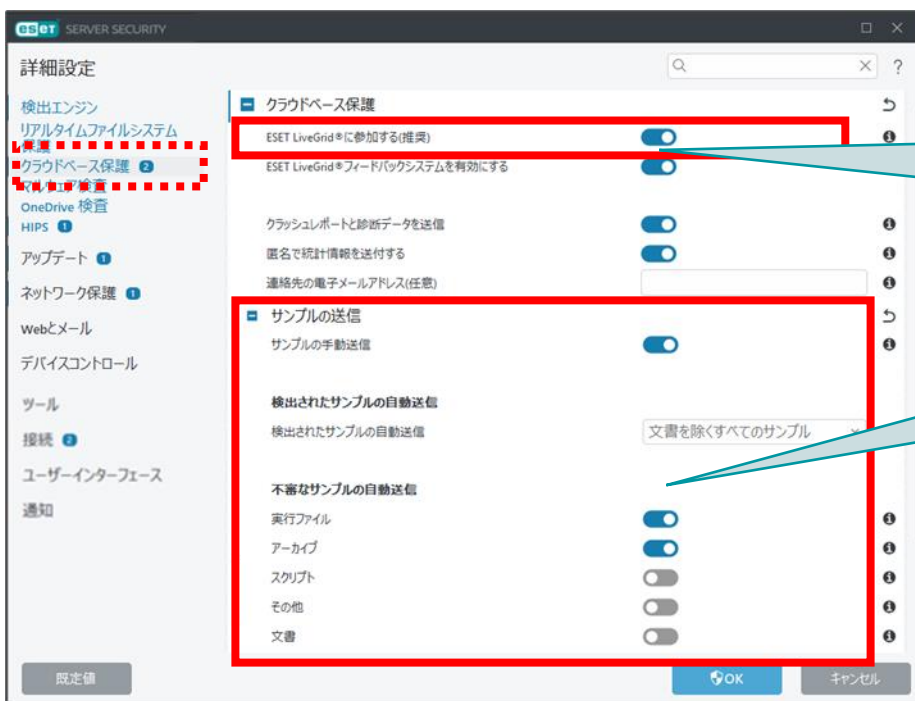 eset SERVER SECURITY
詳細設定
検出エンジン
リアルタイムファイルシステム
保護
クラウドベース保護 2
マルウェア検査
OneDrive 検査
HIPS 1
アップデート 1
ネットワーク保護 1
Webとメール
デバイスコントロール
ツール
接続 2
ユーザーインターフェース
通知
クラウドベース保護
ESET LiveGrid®に参加する(推奨)
ESET LiveGrid®フィードバックシステムを有効にする
クラッシュレポートと診断データを送信
匿名で統計情報を送付する
連絡先の電子メールアドレス(任意)
サンプルの送信
サンプルの手動送信
検出されたサンプルの自動送信
検出されたサンプルの自動送信 文書を除くすべてのサンプル
不審なサンプルの自動送信
実行ファイル
アーカイブ
スクリプト
その他
文書
既定値
OK
キャンセル